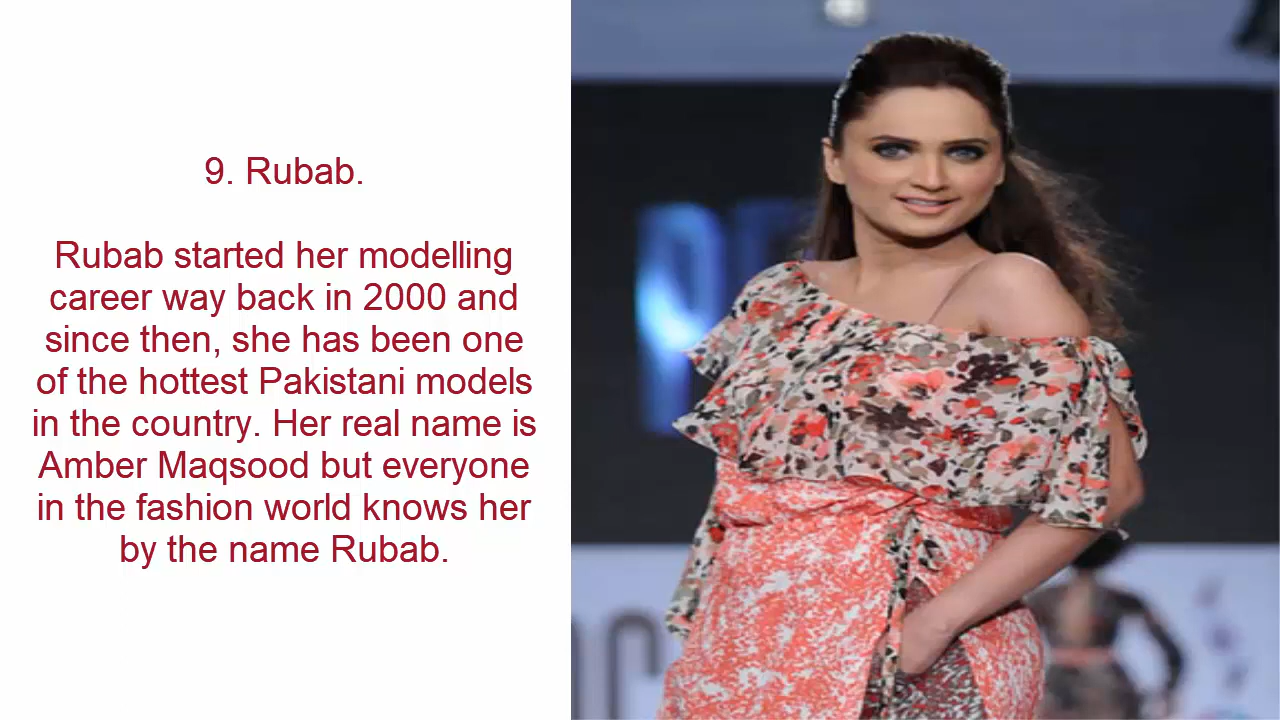 9. Rubab.
Rubab started her modelling
career way back in 2000 and
since then, she has been one
of the hottest Pakistani models
in the country. Her real name is
Amber Maqsood but everyone
in the fashion world knows her
by the name Rubab.